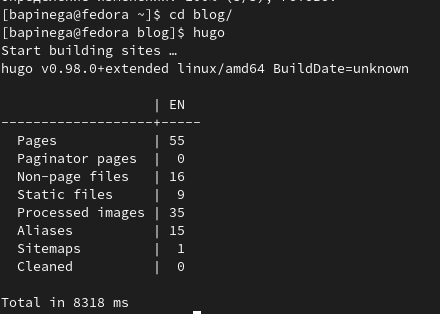 [bapinega@fedora ~]$ cd blog/
[bapinega@fedora blog]$ hugo
Start building sites …
hugo v0.98.0+extended linux/amd64 BuildDate=unknown
                   | EN
-------------------+-----
  Pages            | 55
  Paginator pages  |  0
  Non-page files   | 16
  Static files     |  9
  Processed images | 35
  Aliases          | 15
  Sitemaps         |  1
  Cleaned          |  0
Total in 8318 ms